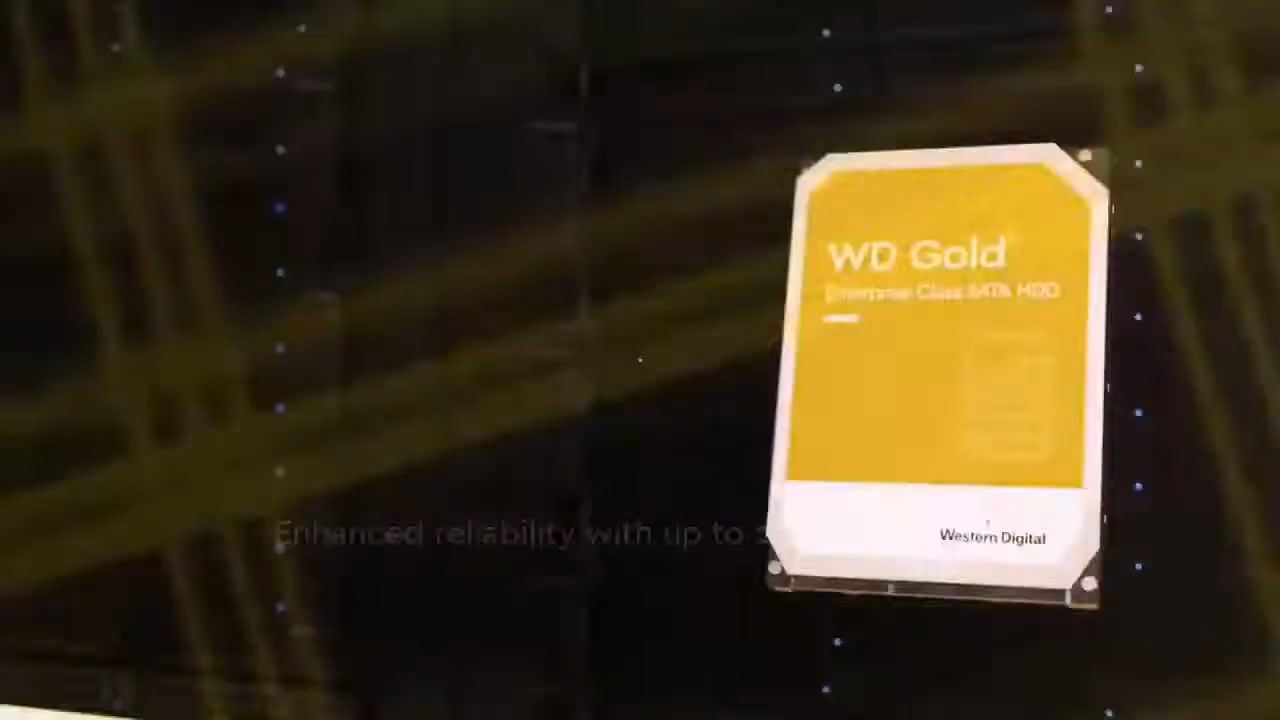 WD Gold
Enterprise Class SATA HDD
Enhanced reliability with up to
Western Digital